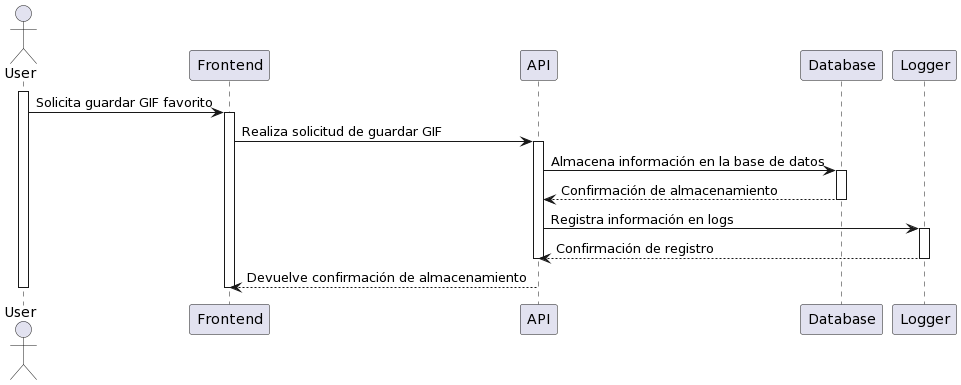 User
Frontend
API
Database
Logger
Solicita guardar GIF favorito
Realiza solicitud de guardar GIF
Almacena información en la base de datos
Confirmación de almacenamiento
Registra información en logs
Confirmación de registro
Devuelve confirmación de almacenamiento
User
Frontend
API
Database
Logger